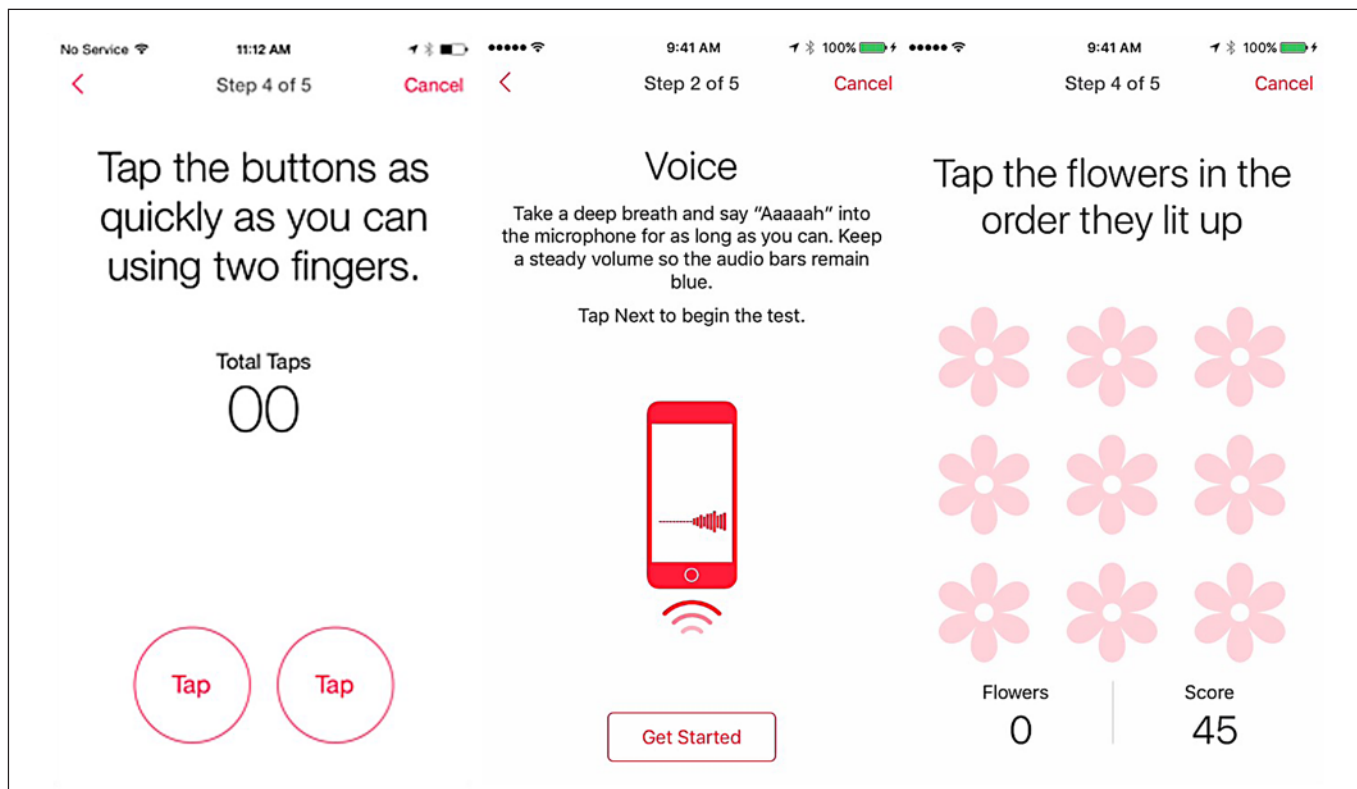 No Service 11:12 AM
Step 4 of 5 Cancel
Tap the buttons as
quickly as you can
using two fingers.
Total Taps
00
Tap Tap
9:41 AM 100%
Step 2 of 5 Cancel
Voice
Take a deep breath and say “Aaaaah” into
the microphone for as long as you can. Keep
a steady volume so the audio bars remain
blue.
Tap Next to begin the test.
Get Started
9:41 AM 100%
Step 4 of 5 Cancel
Tap the flowers in the
order they lit up
Flowers Score
0 45